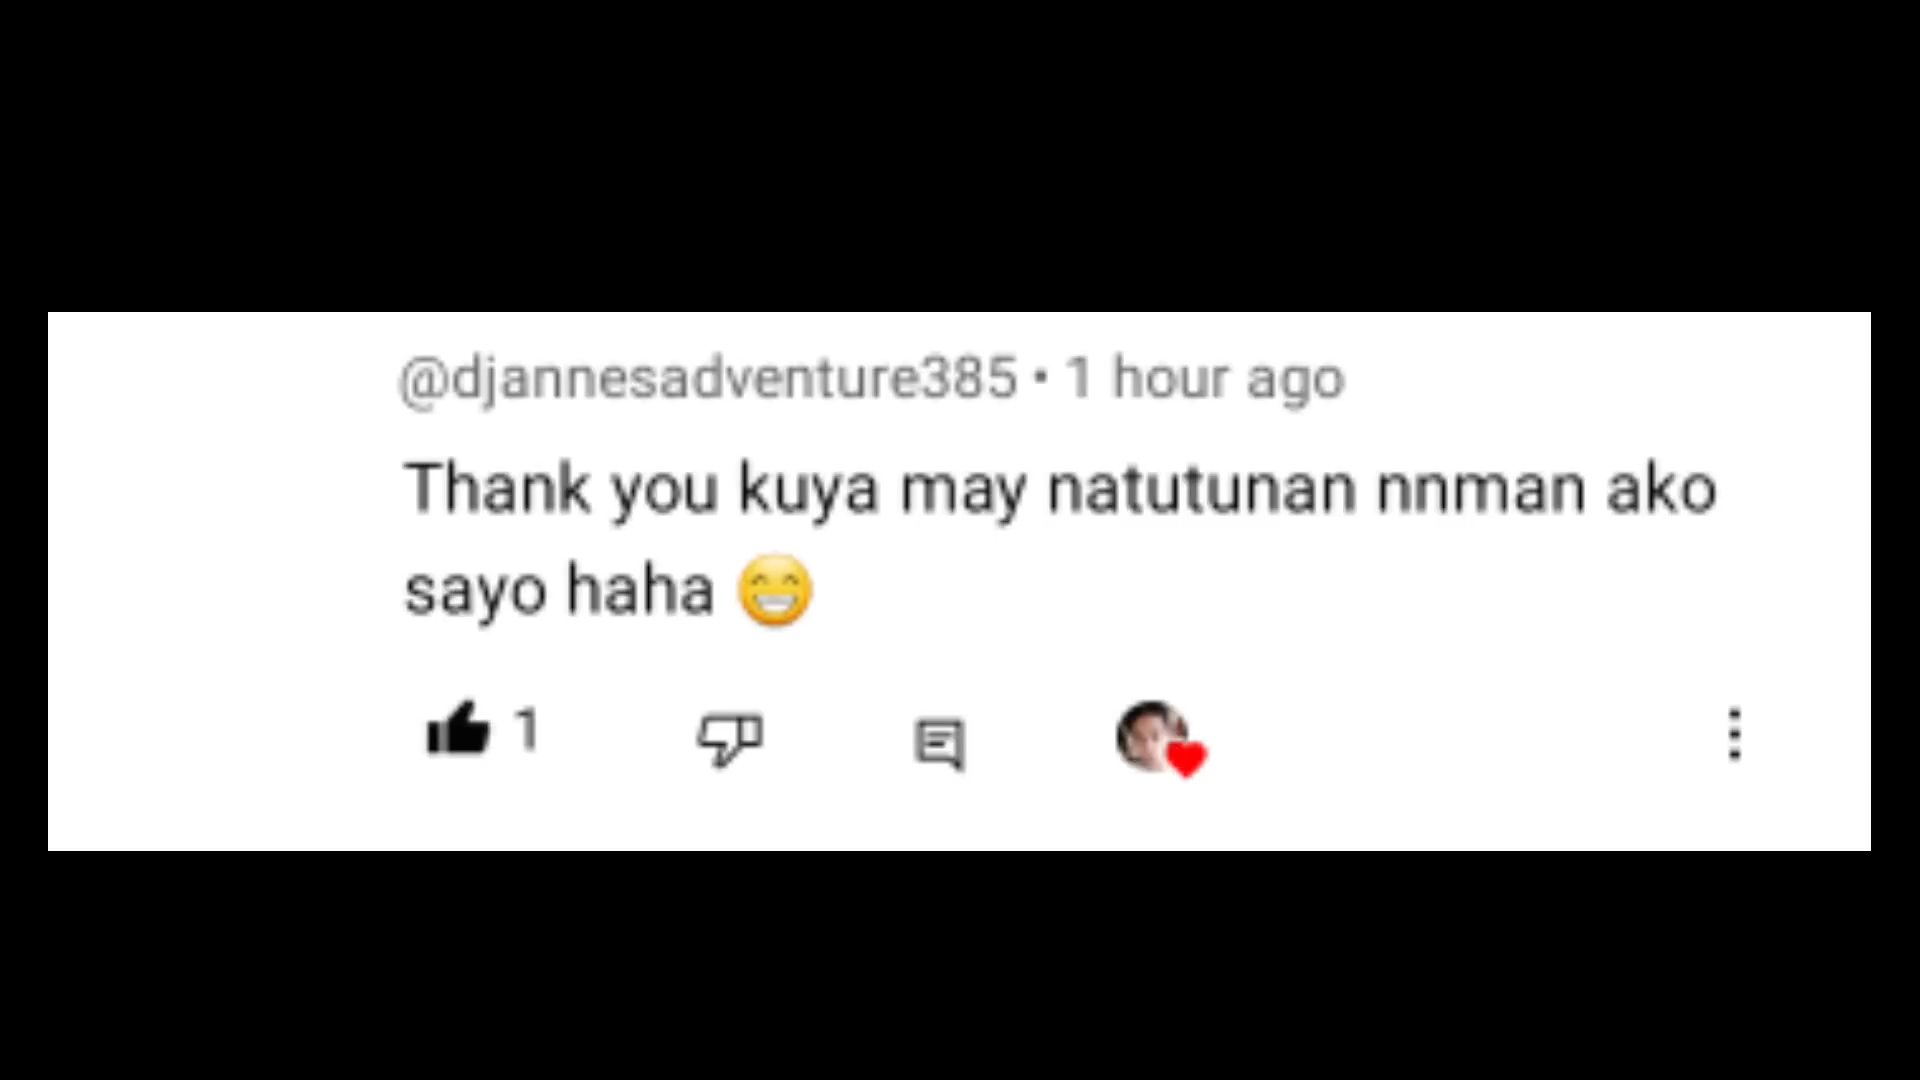 @djannesadventure385 • 1 hour ago
Thank you kuya may natutunan nnman ako
sayo haha 😁
1